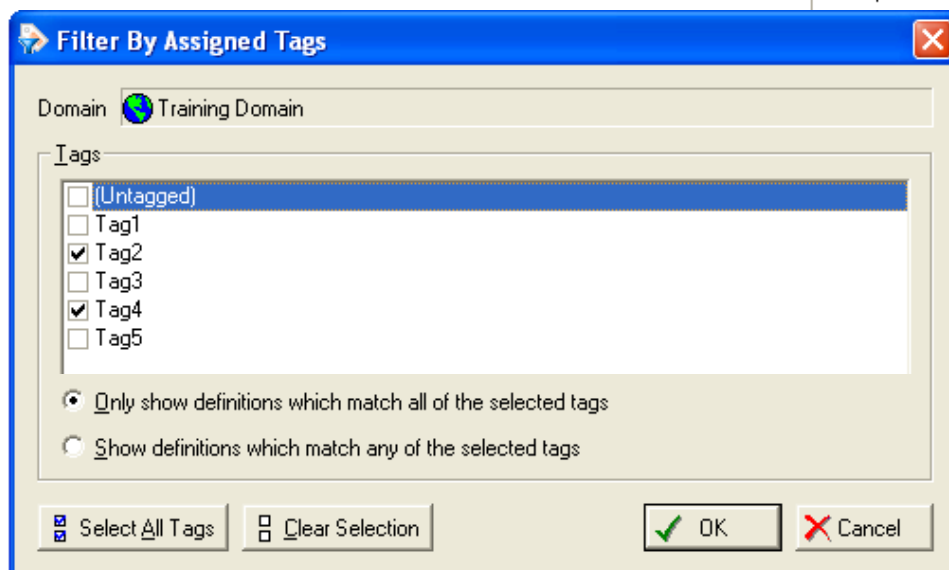 Filter By Assigned Tags
Domain Training Domain
Tags
(Untagged)
Tag1
Tag2
Tag3
Tag4
Tag5
Only show definitions which match all of the selected tags
Show definitions which match any of the selected tags
Select All Tags Clear Selection OK Cancel